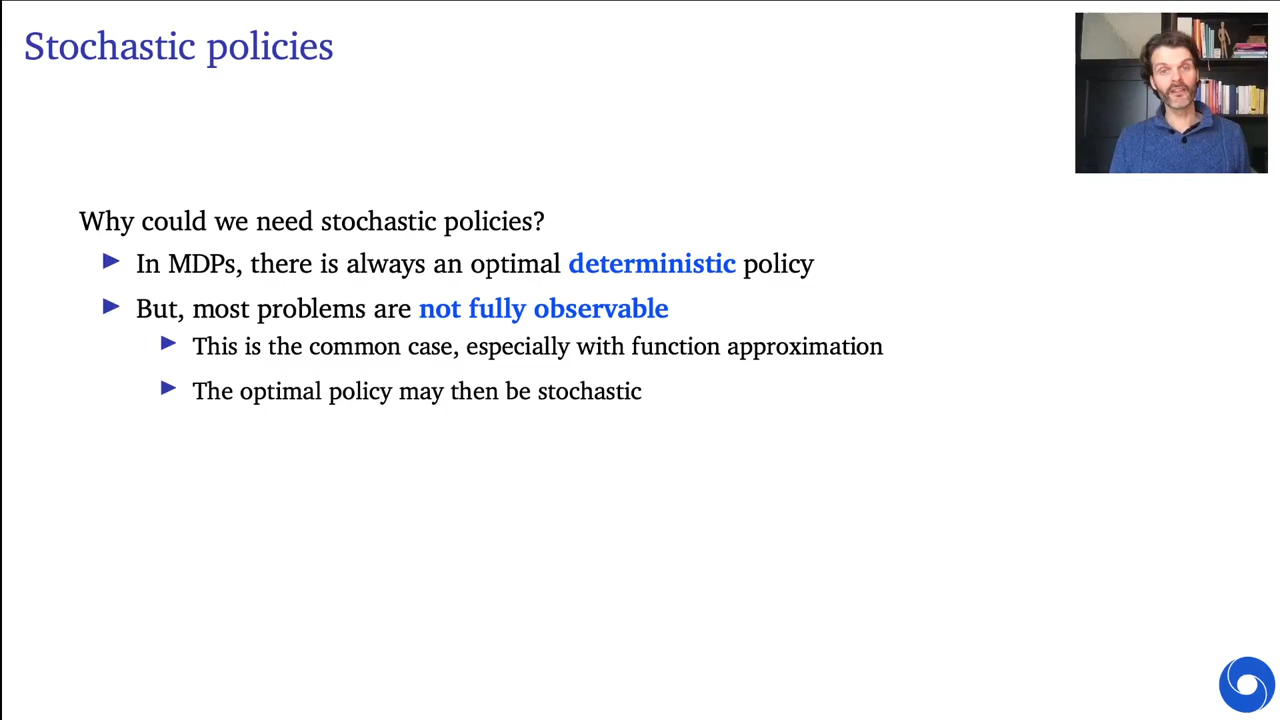 Stochastic policies
Why could we need stochastic policies?
In MDPs, there is always an optimal deterministic policy
But, most problems are not fully observable
This is the common case, especially with function approximation
The optimal policy may then be stochastic